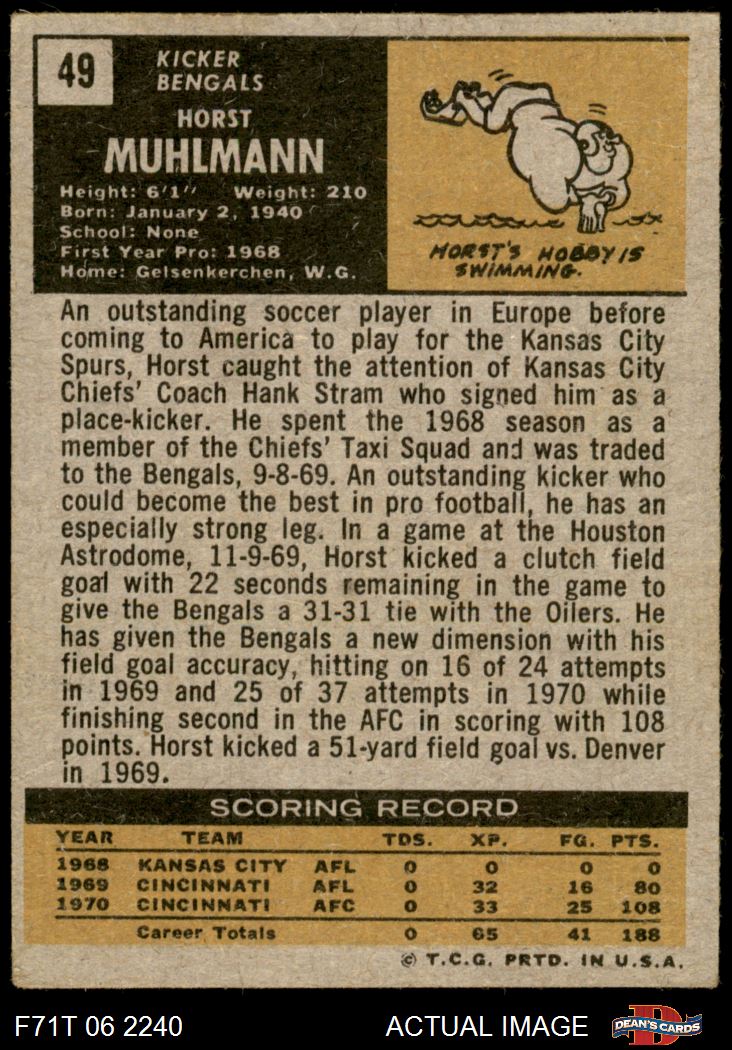 49
KICKER
BENGALS
HORST
MUHLMANN
Height: 6'1" Weight: 210
Born: January 2, 1940
School: None
First Year Pro: 1968
Home: Gelsenkerchen, W.G.
HORST'S HOBBY IS
SWIMMING.
An outstanding soccer player in Europe before
coming to America to play for the Kansas City
Spurs, Horst caught the attention of Kansas City
Chiefs' Coach Hank Stram who signed him as a
place-kicker. He spent the 1968 season as a
member of the Chiefs' Taxi Squad and was traded
to the Bengals, 9-8-69. An outstanding kicker who
could become the best in pro football, he has an
especially strong leg. In a game at the Houston
Astrodome, 11-9-69, Horst kicked a clutch field
goal with 22 seconds remaining in the game to
give the Bengals a 31-31 tie with the Oilers. He
has given the Bengals a new dimension with his
field goal accuracy, hitting on 16 of 24 attempts
in 1969 and 25 of 37 attempts in 1970 while
finishing second in the AFC in scoring with 108
points. Horst kicked a 51-yard field goal vs. Denver
in 1969.
SCORING RECORD
YEAR TEAM TDS. XP. FG. PTS.
1968 KANSAS CITY AFL 0 0 0 0
1969 CINCINNATI AFL 0 32 16 80
1970 CINCINNATI AFC 0 33 25 108
Career Totals 0 65 41 188
© T.C.G. PRTD. IN U.S.A.
F71T 06 2240 ACTUAL IMAGE D DEAN'S CARDS